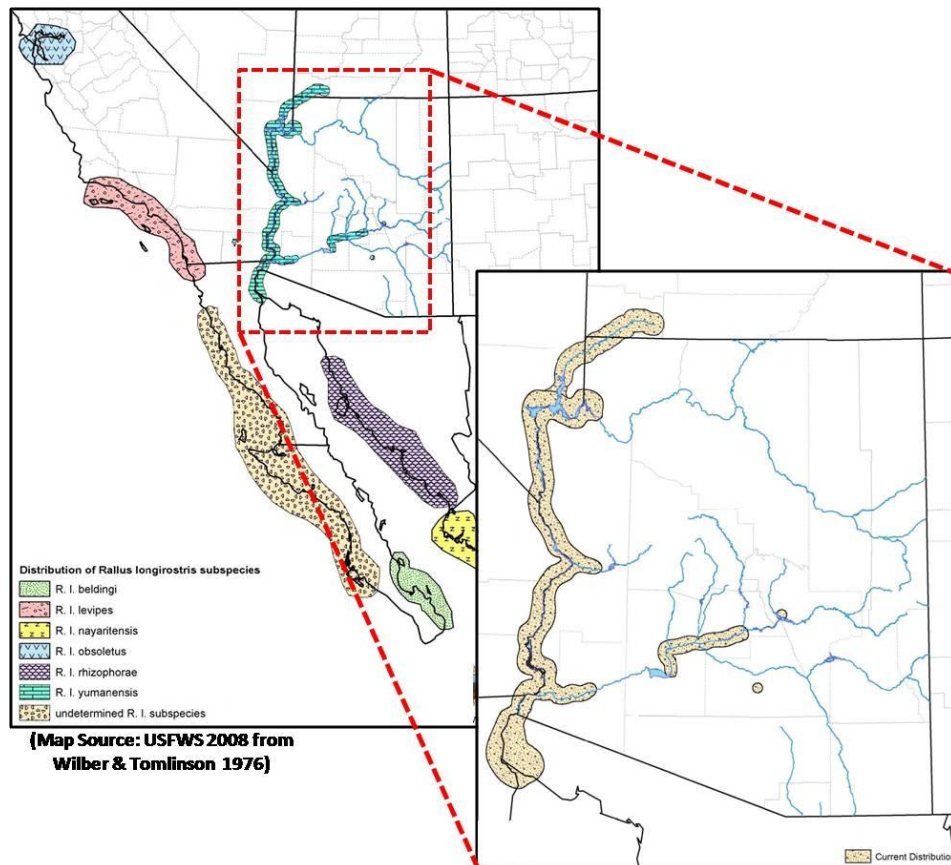 Distribution of Rallus longirostris subspecies
R. l. beldingi
R. l. levipes
R. l. nayaritensis
R. l. obsoletus
R. l. rhizophorae
R. l. yumanensis
undetermined R. l. subspecies
(Map Source: USFWS 2008 from
Wilber & Tomlinson 1976)
Current Distribution